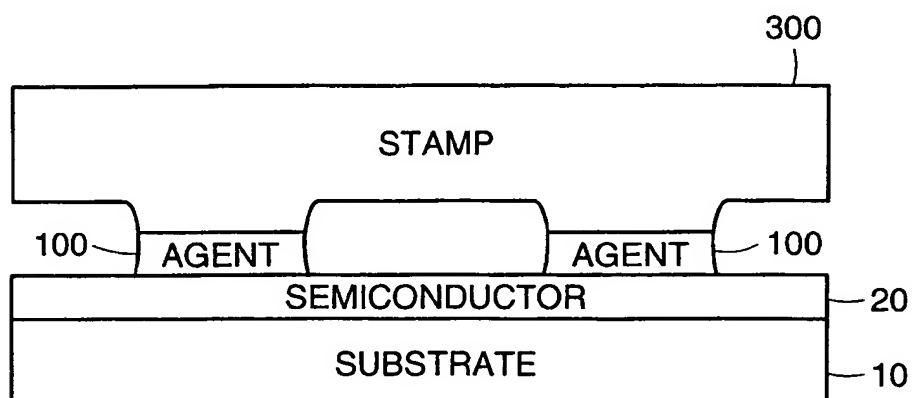 300
STAMP
100 AGENT AGENT 100
SEMICONDUCTOR 20
SUBSTRATE 10